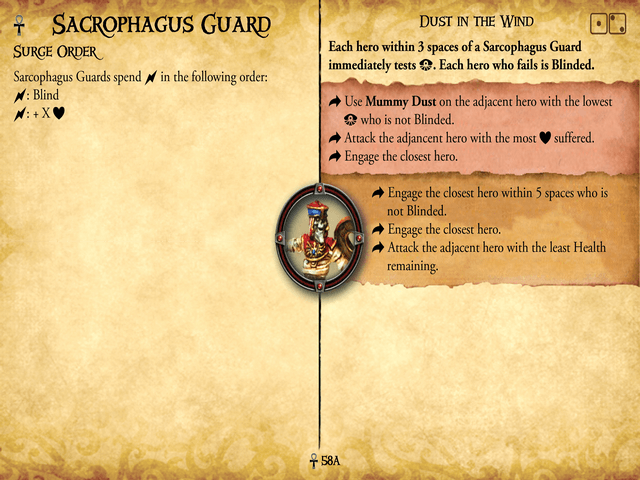 Sacrophagus Guard
Surge Order
Sarcophagus Guards spend in the following order:
: Blind
: + X
Dust in the Wind
Each hero within 3 spaces of a Sarcophagus Guard
immediately tests . Each hero who fails is Blinded.
Use Mummy Dust on the adjacent hero with the lowest
who is not Blinded.
Attack the adjancent hero with the most suffered.
Engage the closest hero.
Engage the closest hero within 5 spaces who is
not Blinded.
Engage the closest hero.
Attack the adjacent hero with the least Health
remaining.
58A